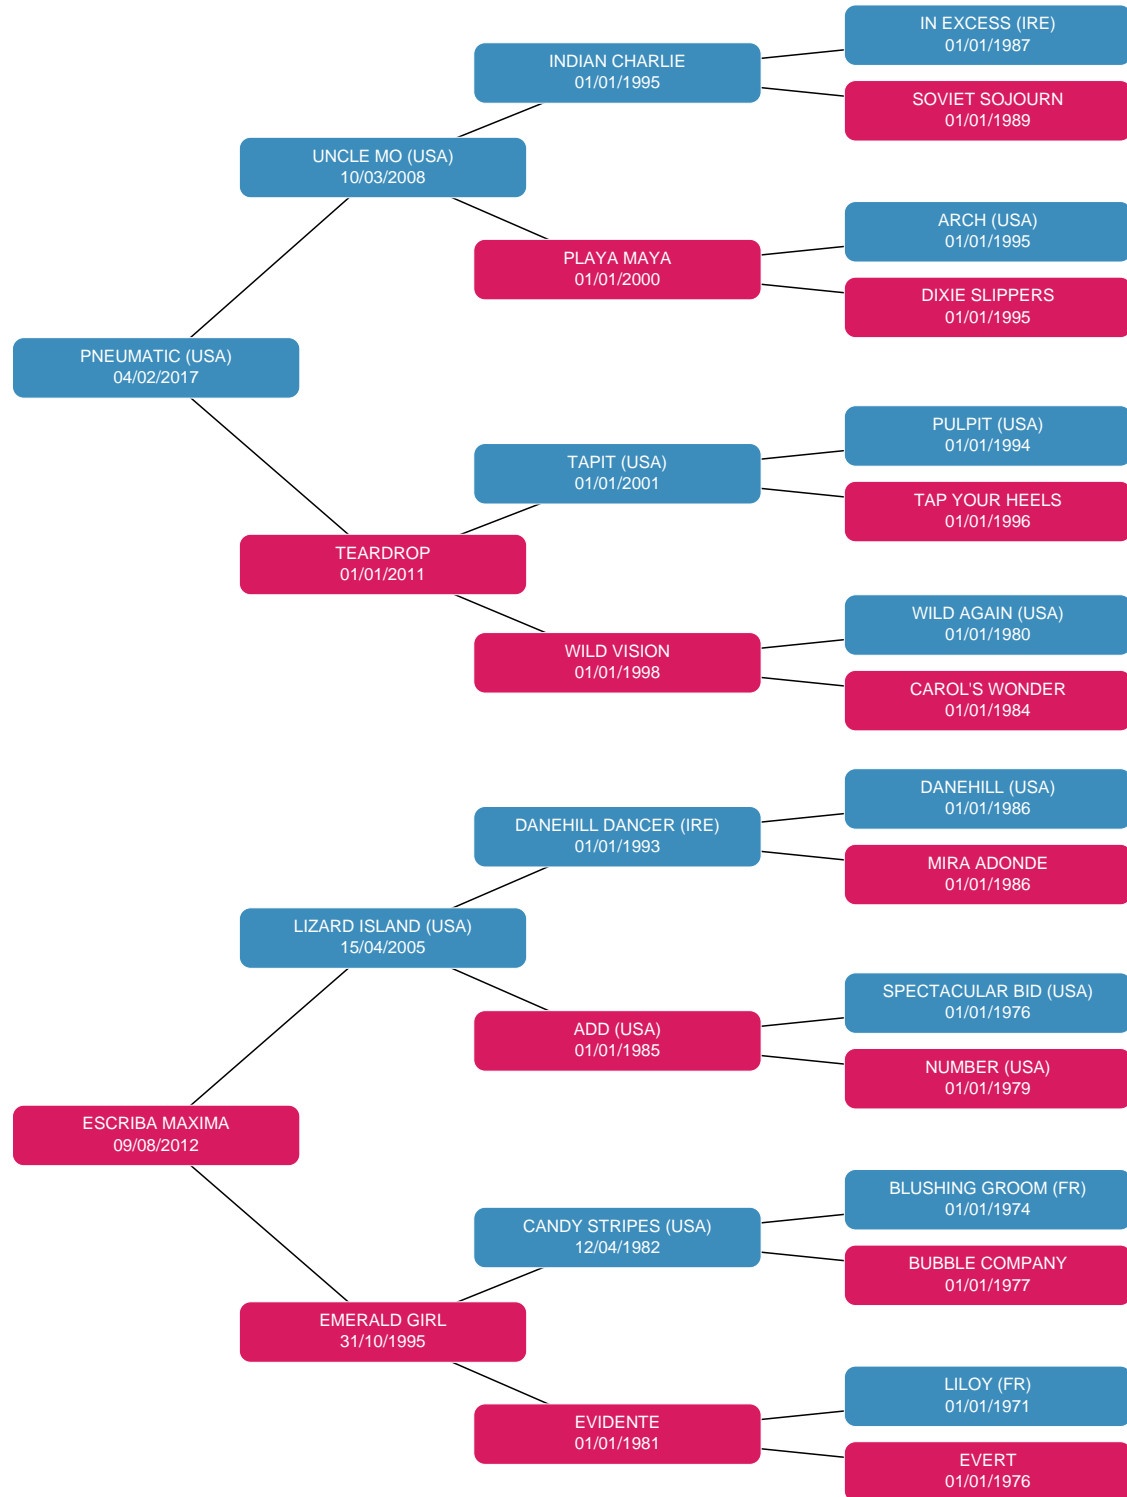 IN EXCESS (IRE)
01/01/1987
INDIAN CHARLIE
01/01/1995
SOVIET SOJOURN
01/01/1989
UNCLE MO (USA)
10/03/2008
ARCH (USA)
01/01/1995
PLAYA MAYA
01/01/2000
DIXIE SLIPPERS
01/01/1995
PNEUMATIC (USA)
04/02/2017
PULPIT (USA)
01/01/1994
TAPIT (USA)
01/01/2001
TAP YOUR HEELS
01/01/1996
TEARDROP
01/01/2011
WILD AGAIN (USA)
01/01/1980
WILD VISION
01/01/1998
CAROL'S WONDER
01/01/1984
DANEHILL (USA)
01/01/1986
DANEHILL DANCER (IRE)
01/01/1993
MIRA ADONDE
01/01/1986
LIZARD ISLAND (USA)
15/04/2005
SPECTACULAR BID (USA)
01/01/1976
ADD (USA)
01/01/1985
NUMBER (USA)
01/01/1979
ESCRIBA MAXIMA
09/08/2012
BLUSHING GROOM (FR)
01/01/1974
CANDY STRIPES (USA)
12/04/1982
BUBBLE COMPANY
01/01/1977
EMERALD GIRL
31/10/1995
LILOY (FR)
01/01/1971
EVIDENTE
01/01/1981
EVERT
01/01/1976